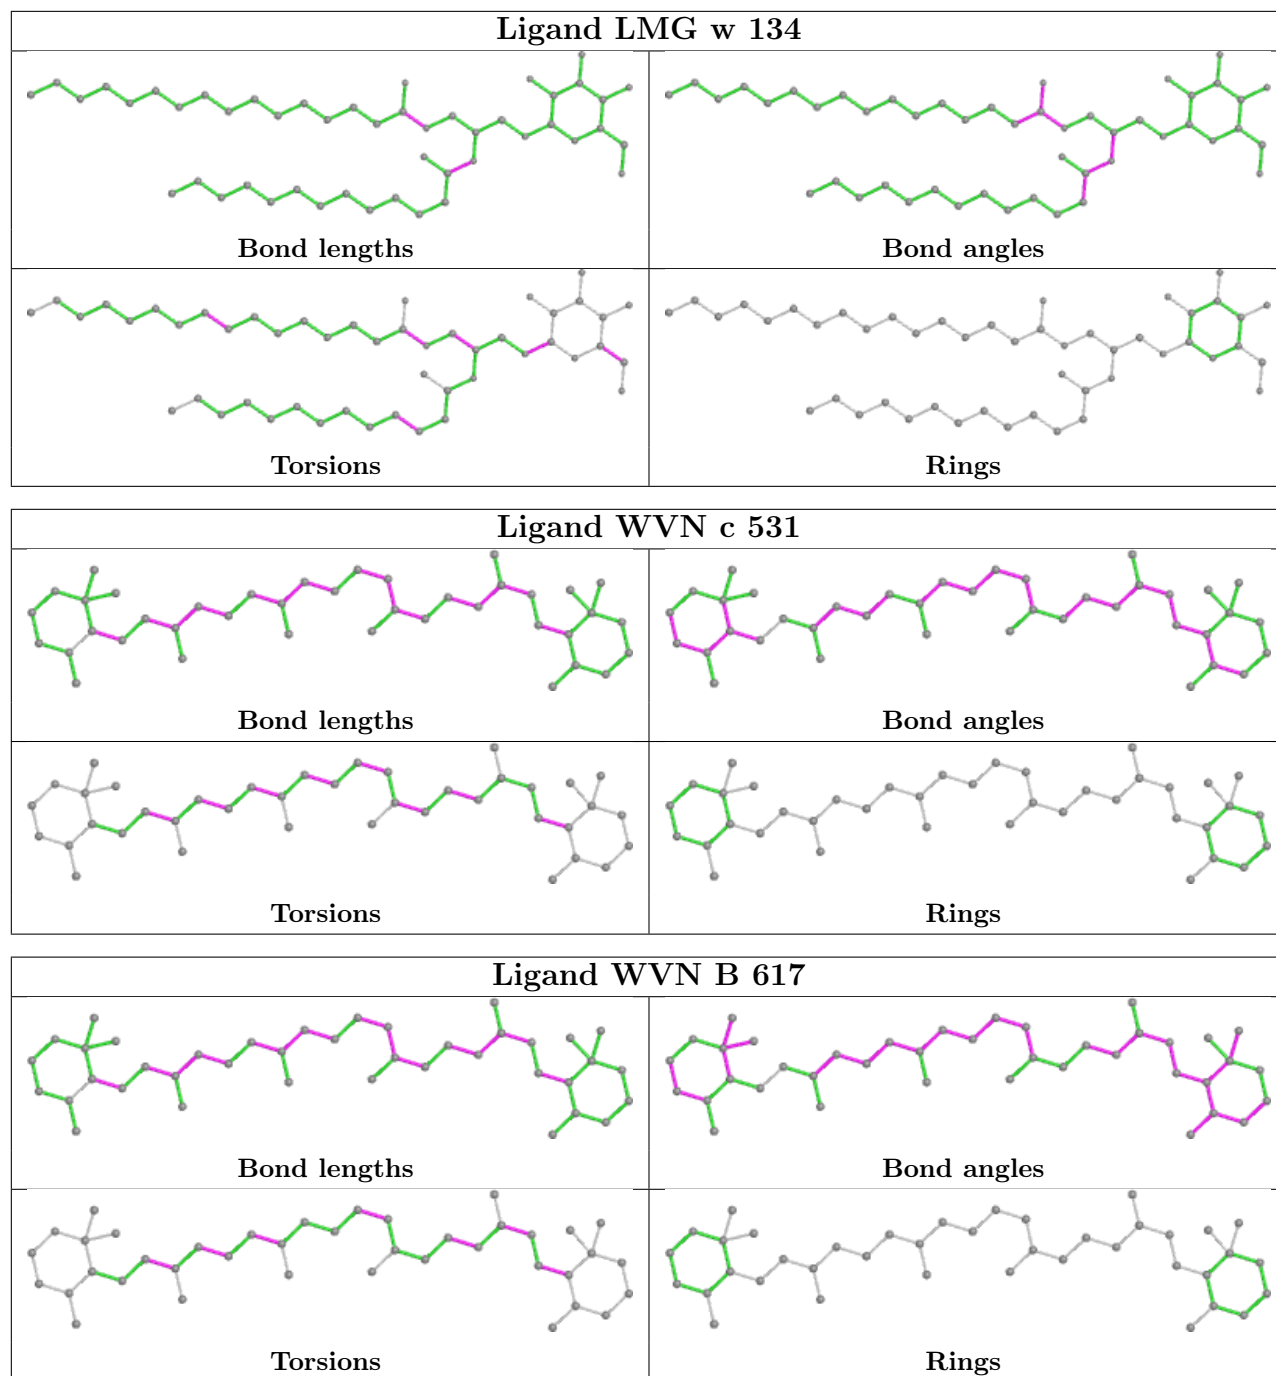 Ligand LMG w 134
Bond lengths
Bond angles
Torsions
Rings
Ligand WVN c 531
Bond lengths
Bond angles
Torsions
Rings
Ligand WVN B 617
Bond lengths
Bond angles
Torsions
Rings